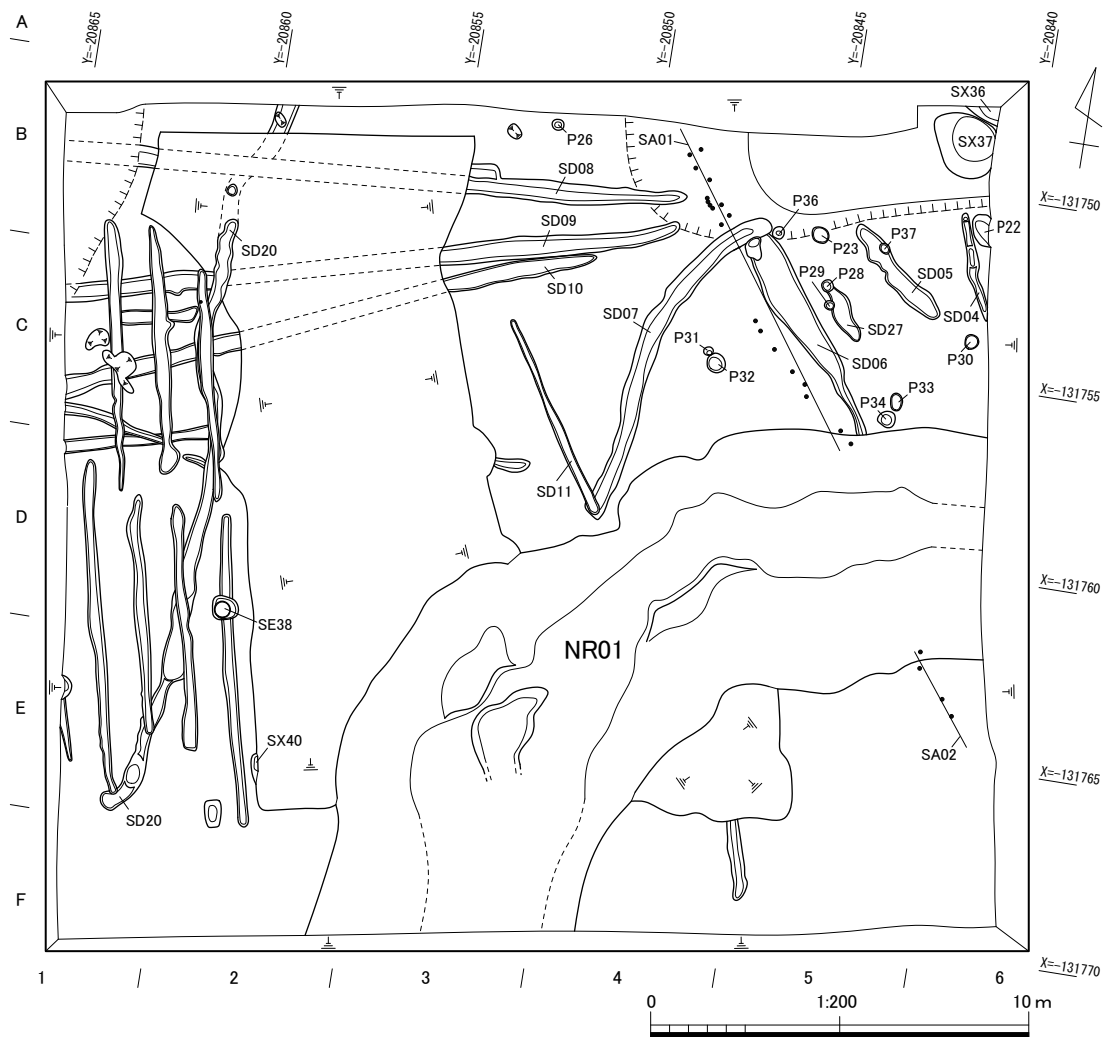 A
Y=-20865
Y=-20860
Y=-20855
Y=-20850
Y=-20845
Y=-20840
SX36
B
P26
SA01
SX37
SD08
X=-131750
P36
P22
SD09
P23
P37
SD20
SD10
P29
P28
SD05
SD07
SD04
C
SD27
P31
SD06
P30
P32
X=-131755
P33
P34
SD11
D
X=-131760
SE38
NR01
E
SX40
SA02
X=-131765
SD20
F
X=-131770
1
2
3
4
5
6
0
1:200
10 m